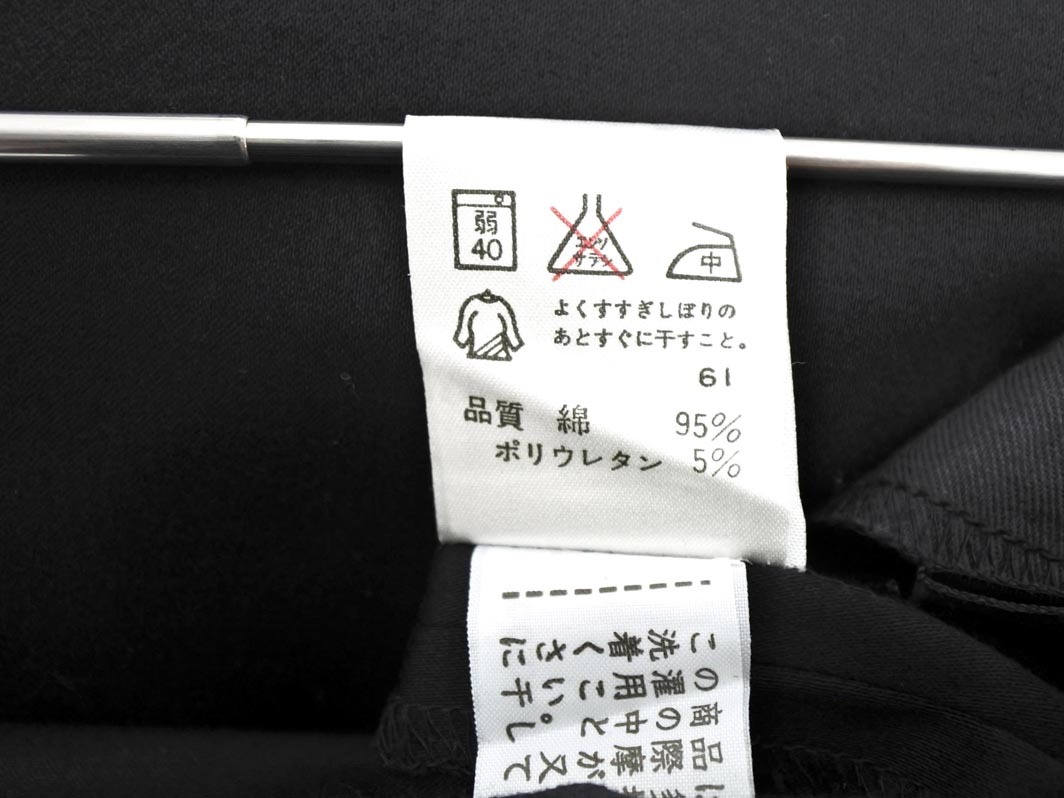 弱
40
エンソ
サラシ
中
よくすすぎしぼりの
あとすぐに干すこと。
61
品質 綿 95%
ポリウレタン 5%
この商品
洗濯の際
着用中摩
くことが
さい。又
に干して